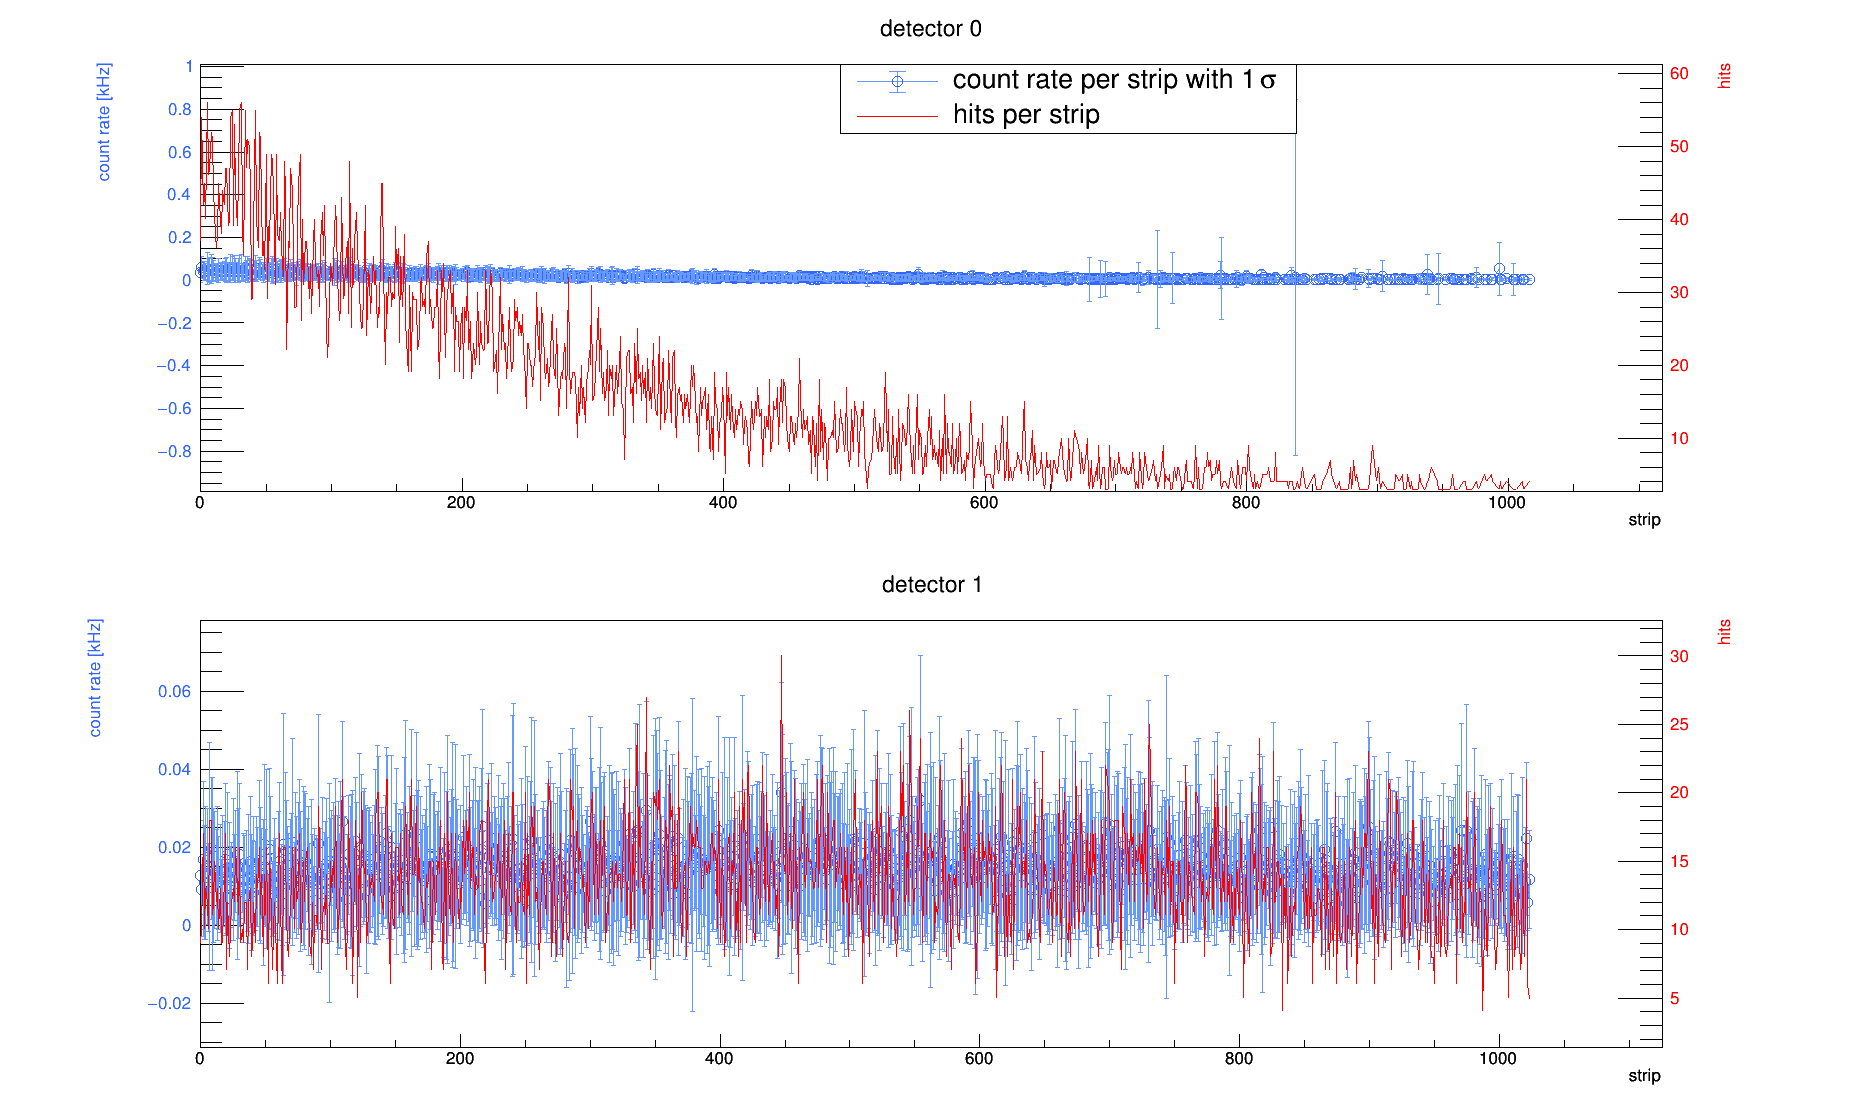 detector 0
count rate [kHz]
hits
count rate per strip with 1 σ
hits per strip
1
0.8
0.6
0.4
0.2
0
−0.2
−0.4
−0.6
−0.8
60
50
40
30
20
10
0 200 400 600 800 1000
strip
detector 1
count rate [kHz]
hits
0.06
0.04
0.02
0
−0.02
30
25
20
15
10
5
0 200 400 600 800 1000
strip